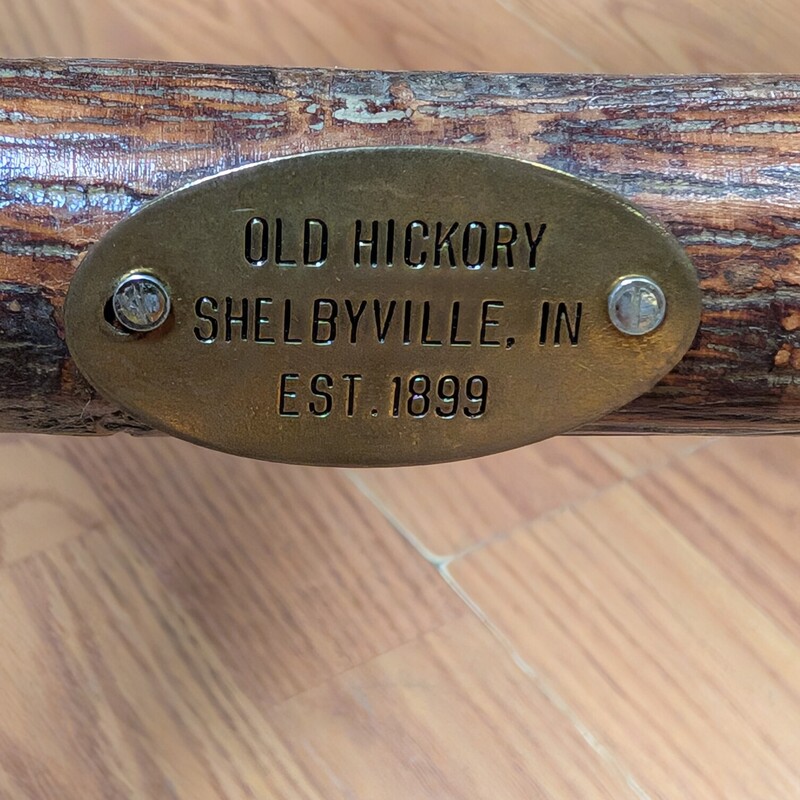 OLD HICKORY
SHELBYVILLE, IN
EST. 1899